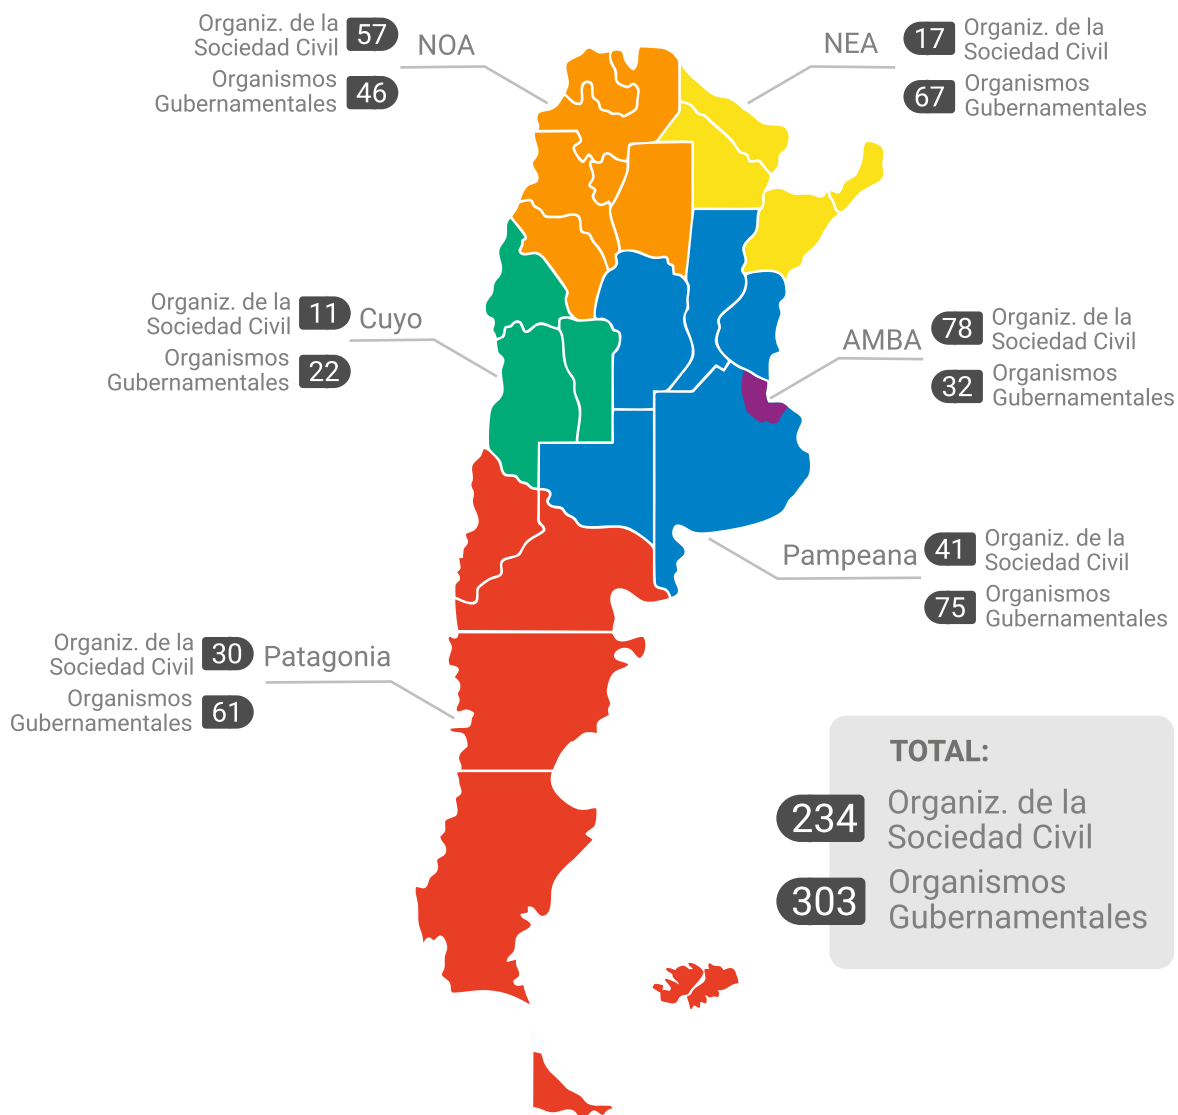 Organiz. de la
Sociedad Civil
57
NOA
Organismos
Gubernamentales
46
NEA
17
Organiz. de la
Sociedad Civil
67
Organismos
Gubernamentales
Organiz. de la
Sociedad Civil
11
Cuyo
Organismos
Gubernamentales
22
AMBA
78
Organiz. de la
Sociedad Civil
32
Organismos
Gubernamentales
Pampeana
41
Organiz. de la
Sociedad Civil
75
Organismos
Gubernamentales
Organiz. de la
Sociedad Civil
30
Patagonia
Organismos
Gubernamentales
61
TOTAL:
234
Organiz. de la
Sociedad Civil
303
Organismos
Gubernamentales